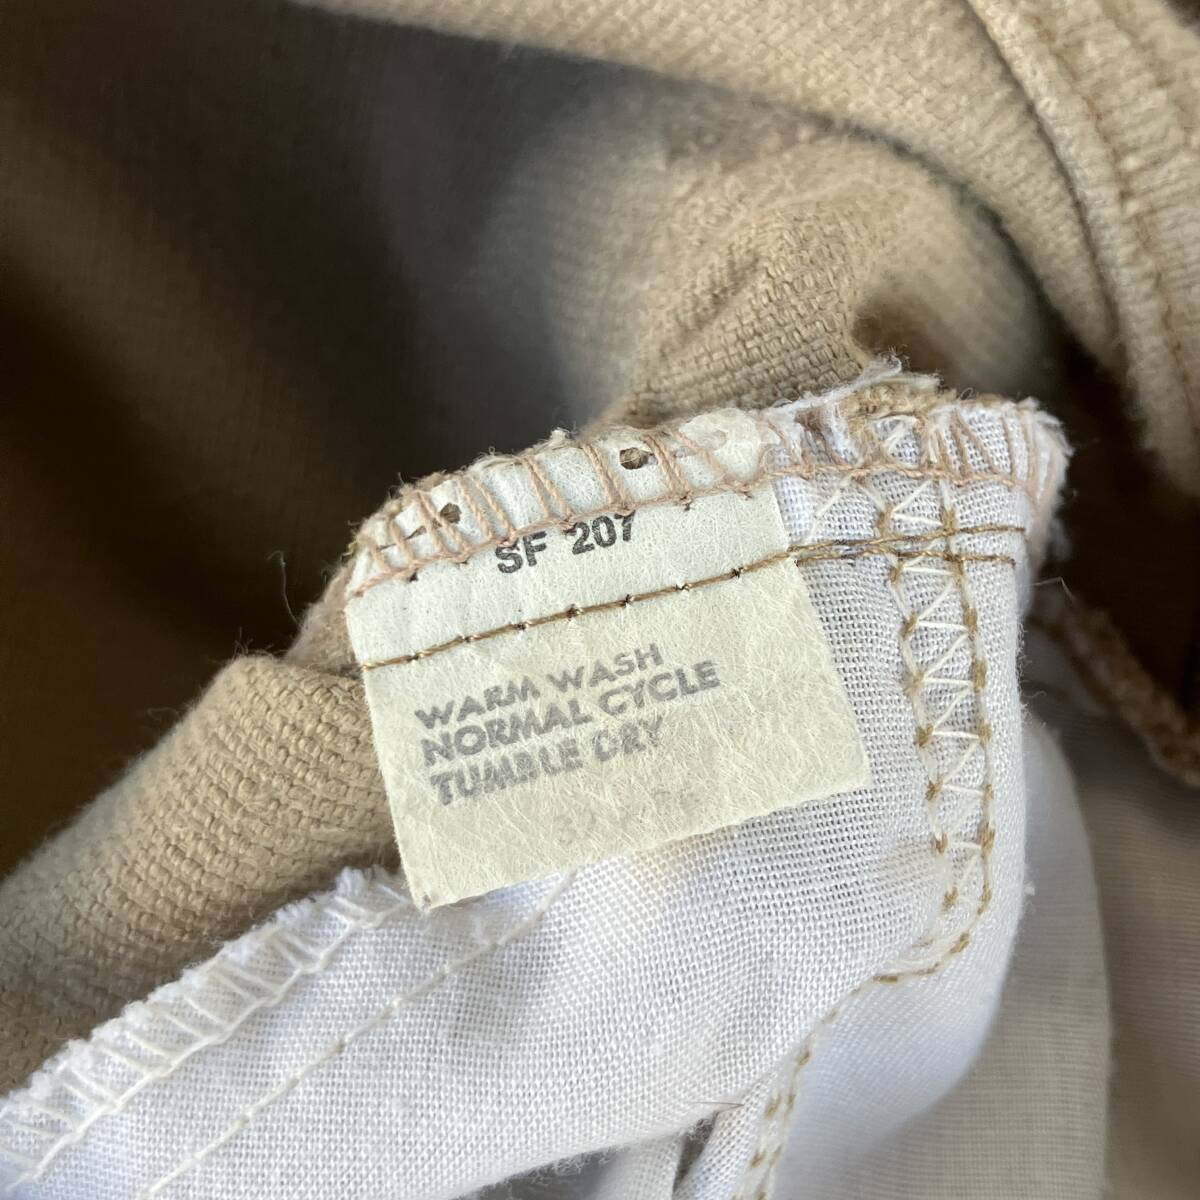 SF 207
WARM WASH
NORMAL CYCLE
TUMBLE DRY